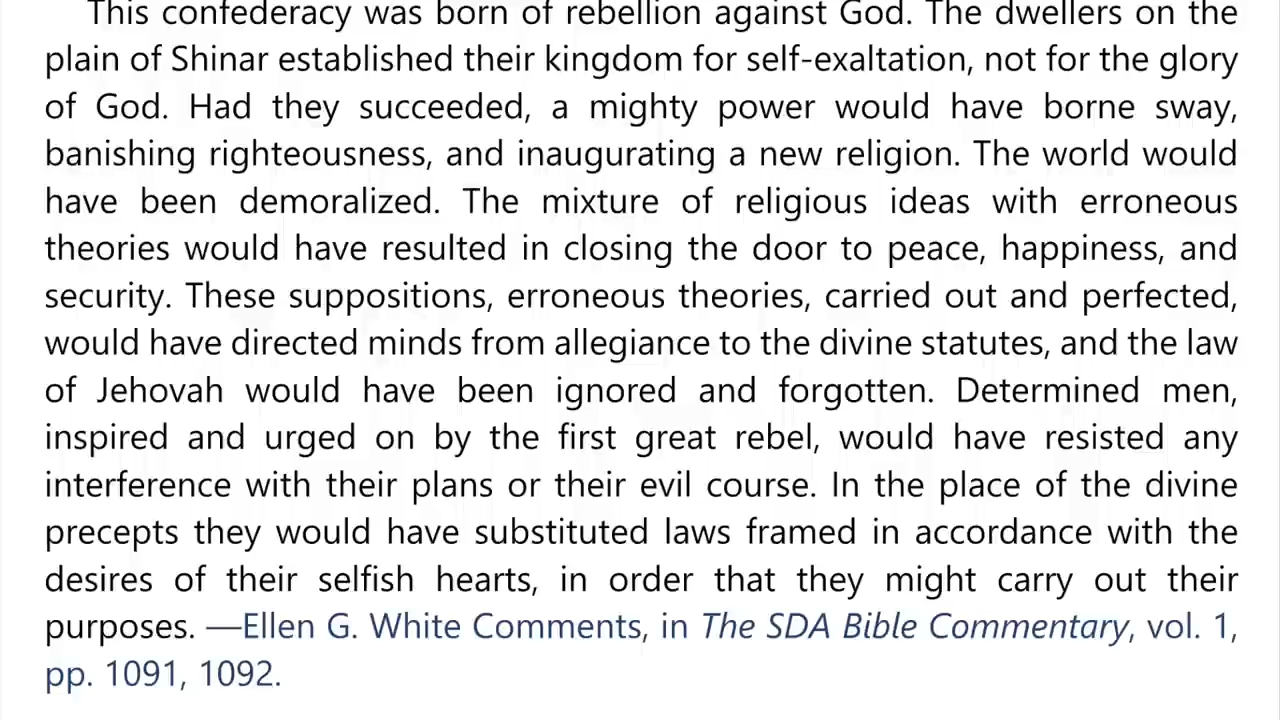 This confederacy was born of rebellion against God. The dwellers on the
plain of Shinar established their kingdom for self-exaltation, not for the glory
of God. Had they succeeded, a mighty power would have borne sway,
banishing righteousness, and inaugurating a new religion. The world would
have been demoralized. The mixture of religious ideas with erroneous
theories would have resulted in closing the door to peace, happiness, and
security. These suppositions, erroneous theories, carried out and perfected,
would have directed minds from allegiance to the divine statutes, and the law
of Jehovah would have been ignored and forgotten. Determined men,
inspired and urged on by the first great rebel, would have resisted any
interference with their plans or their evil course. In the place of the divine
precepts they would have substituted laws framed in accordance with the
desires of their selfish hearts, in order that they might carry out their
purposes. —Ellen G. White Comments, in The SDA Bible Commentary, vol. 1,
pp. 1091, 1092.